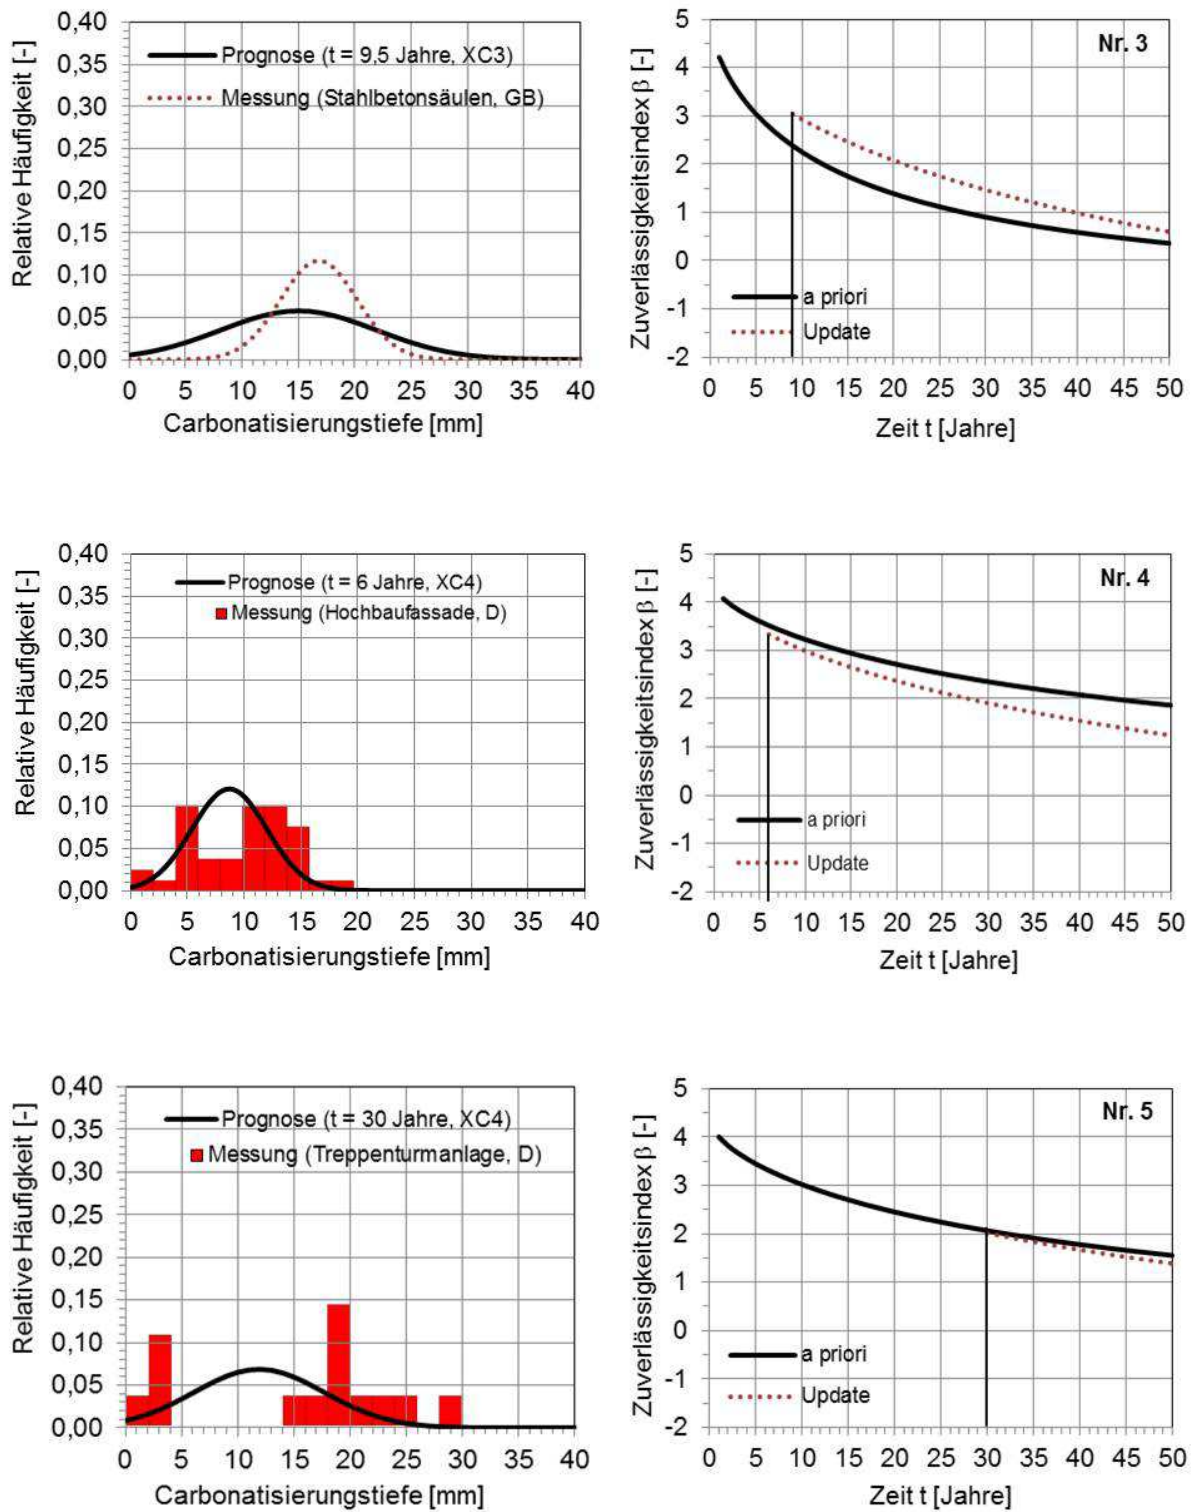 Relative Häufigkeit [-]
0,40
0,35
0,30
0,25
0,20
0,15
0,10
0,05
0,00
Prognose (t = 9,5 Jahre, XC3)
Messung (Stahlbetonsäulen, GB)
0 5 10 15 20 25 30 35 40
Carbonatisierungstiefe [mm]
Zuverlässigkeitsindex β [-]
5
4
3
2
1
0
-1
-2
Nr. 3
a priori
Update
0 5 10 15 20 25 30 35 40 45 50
Zeit t [Jahre]
Relative Häufigkeit [-]
0,40
0,35
0,30
0,25
0,20
0,15
0,10
0,05
0,00
Prognose (t = 6 Jahre, XC4)
Messung (Hochbaufassade, D)
0 5 10 15 20 25 30 35 40
Carbonatisierungstiefe [mm]
Zuverlässigkeitsindex β [-]
5
4
3
2
1
0
-1
-2
Nr. 4
a priori
Update
0 5 10 15 20 25 30 35 40 45 50
Zeit t [Jahre]
Relative Häufigkeit [-]
0,40
0,35
0,30
0,25
0,20
0,15
0,10
0,05
0,00
Prognose (t = 30 Jahre, XC4)
Messung (Treppenturmanlage, D)
0 5 10 15 20 25 30 35 40
Carbonatisierungstiefe [mm]
Zuverlässigkeitsindex β [-]
5
4
3
2
1
0
-1
-2
Nr. 5
a priori
Update
0 5 10 15 20 25 30 35 40 45 50
Zeit t [Jahre]